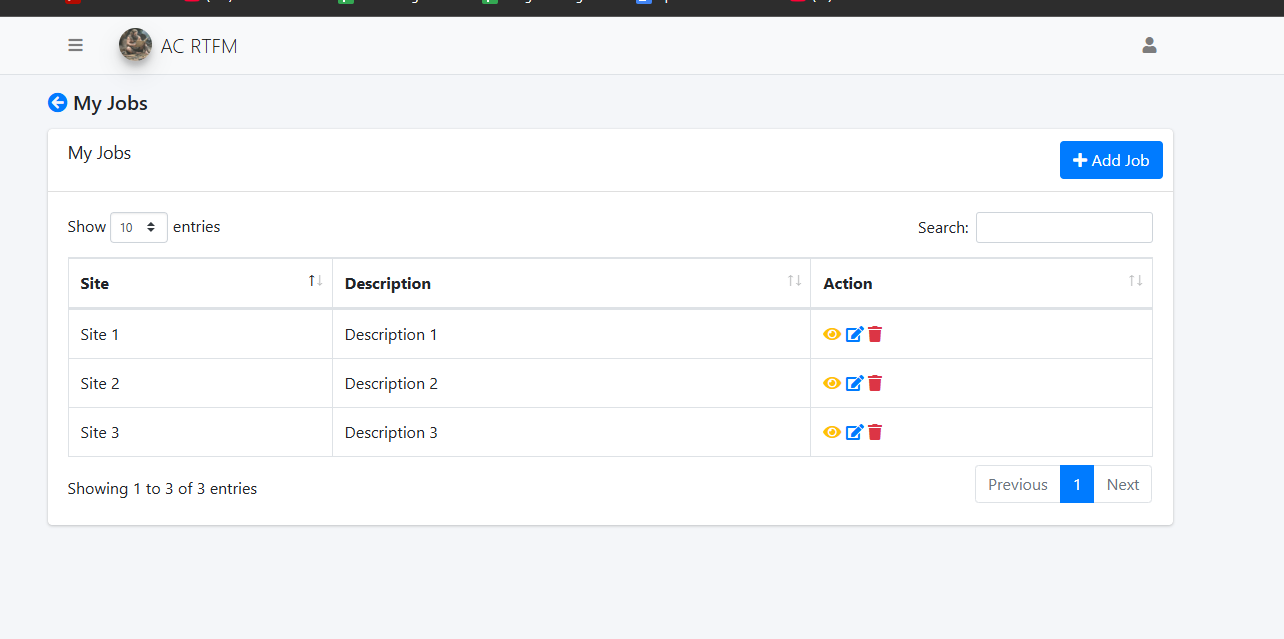 AC RTFM
My Jobs
My Jobs
Add Job
Show 10 entries
Search:
Site Description Action
Site 1 Description 1
Site 2 Description 2
Site 3 Description 3
Showing 1 to 3 of 3 entries
Previous 1 Next